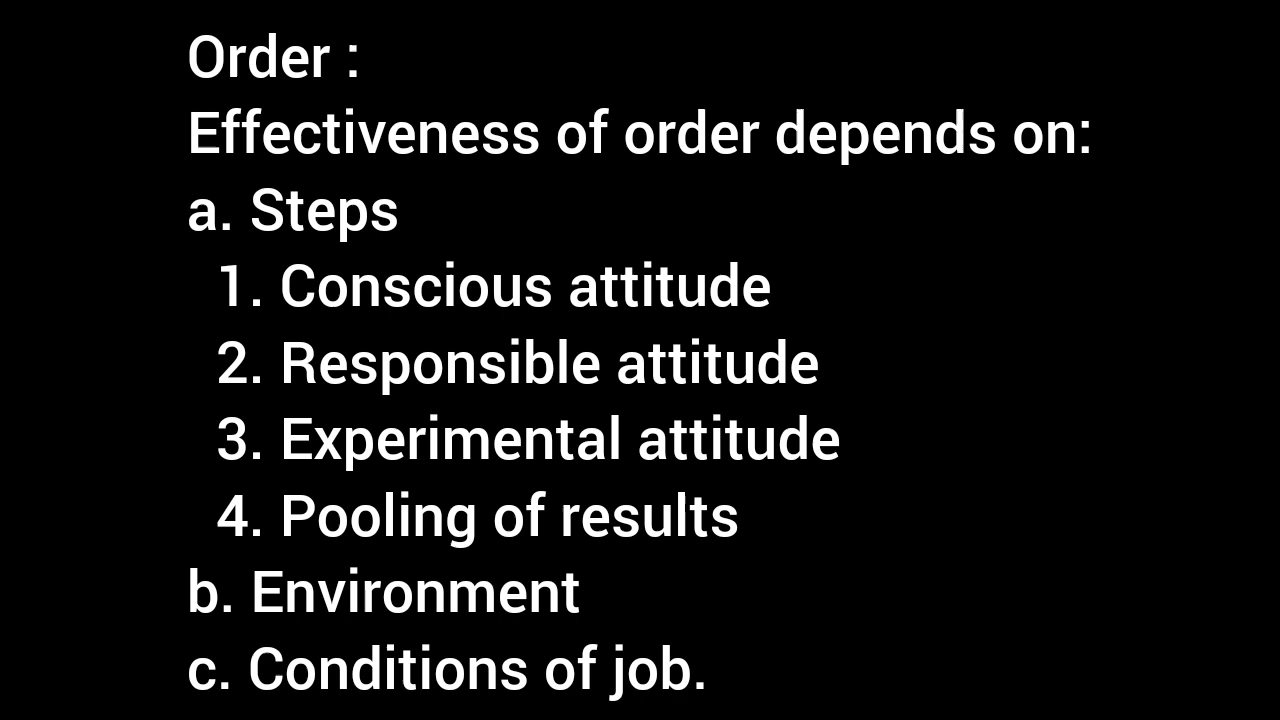 Order :
Effectiveness of order depends on:
a. Steps
1. Conscious attitude
2. Responsible attitude
3. Experimental attitude
4. Pooling of results
b. Environment
c. Conditions of job.